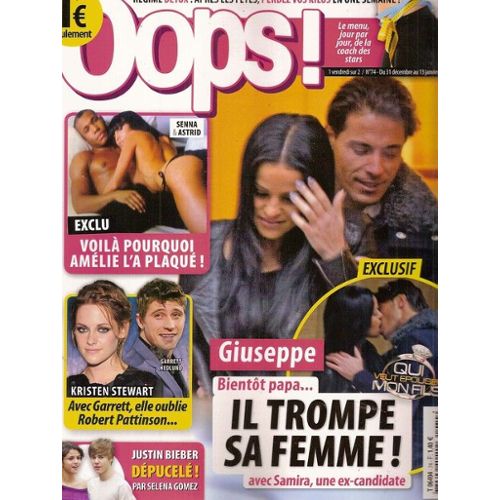 RÉGIME DÉTOX : APRÈS LES FÊTES, PERDEZ VOS KILOS EN UNE SEMAINE !
1€
seulement
Oops!
Le menu,
jour par
jour, de la
coach des
stars
1 vendredi sur 2 / N°74 - Du 31 décembre au 13 janvier
SENNA
& ASTRID
EXCLU
VOILÀ POURQUOI
AMÉLIE L'A PLAQUÉ !
GARRETT
HEDLUND
KRISTEN STEWART
Avec Garrett, elle oublie
Robert Pattinson...
JUSTIN BIEBER
DÉPUCELÉ !
PAR SELENA GOMEZ
EXCLUSIF
QUI
VEUT ÉPOUSER
MON FILS
Giuseppe
Bientôt papa...
IL TROMPE
SA FEMME !
avec Samira, une ex-candidate